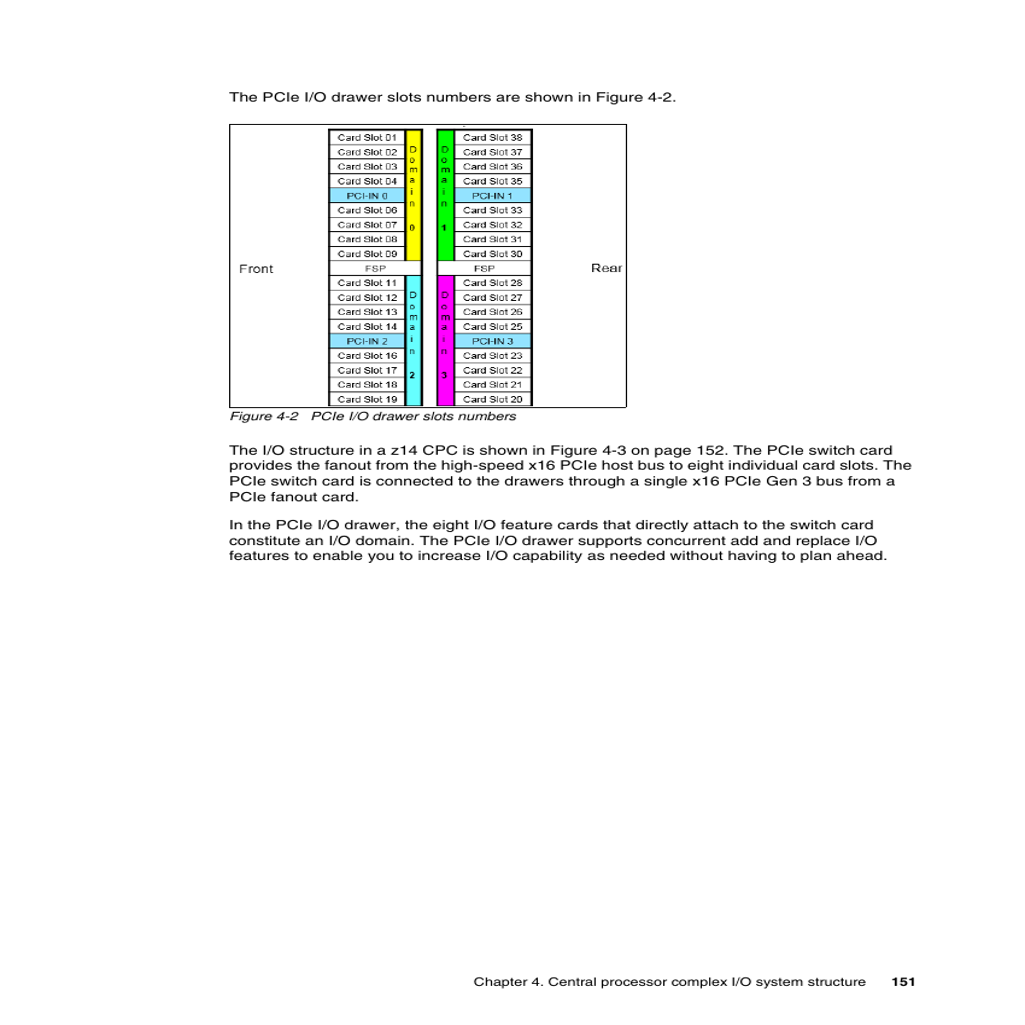 The PCIe I/O drawer slots numbers are shown in Figure 4-2.
Front
Card Slot 01
Card Slot 02
Card Slot 03
Card Slot 04
PCI-IN 0
Card Slot 06
Card Slot 07
Card Slot 08
Card Slot 09
FSP
Card Slot 11
Card Slot 12
Card Slot 13
Card Slot 14
PCI-IN 2
Card Slot 16
Card Slot 17
Card Slot 18
Card Slot 19
Domain 0
Domain 2
Domain 1
Domain 3
Card Slot 38
Card Slot 37
Card Slot 36
Card Slot 35
PCI-IN 1
Card Slot 33
Card Slot 32
Card Slot 31
Card Slot 30
FSP
Card Slot 28
Card Slot 27
Card Slot 26
Card Slot 25
PCI-IN 3
Card Slot 23
Card Slot 22
Card Slot 21
Card Slot 20
Rear
Figure 4-2 PCIe I/O drawer slots numbers
The I/O structure in a z14 CPC is shown in Figure 4-3 on page 152. The PCIe switch card
provides the fanout from the high-speed x16 PCIe host bus to eight individual card slots. The
PCIe switch card is connected to the drawers through a single x16 PCIe Gen 3 bus from a
PCIe fanout card.
In the PCIe I/O drawer, the eight I/O feature cards that directly attach to the switch card
constitute an I/O domain. The PCIe I/O drawer supports concurrent add and replace I/O
features to enable you to increase I/O capability as needed without having to plan ahead.
Chapter 4. Central processor complex I/O system structure 151